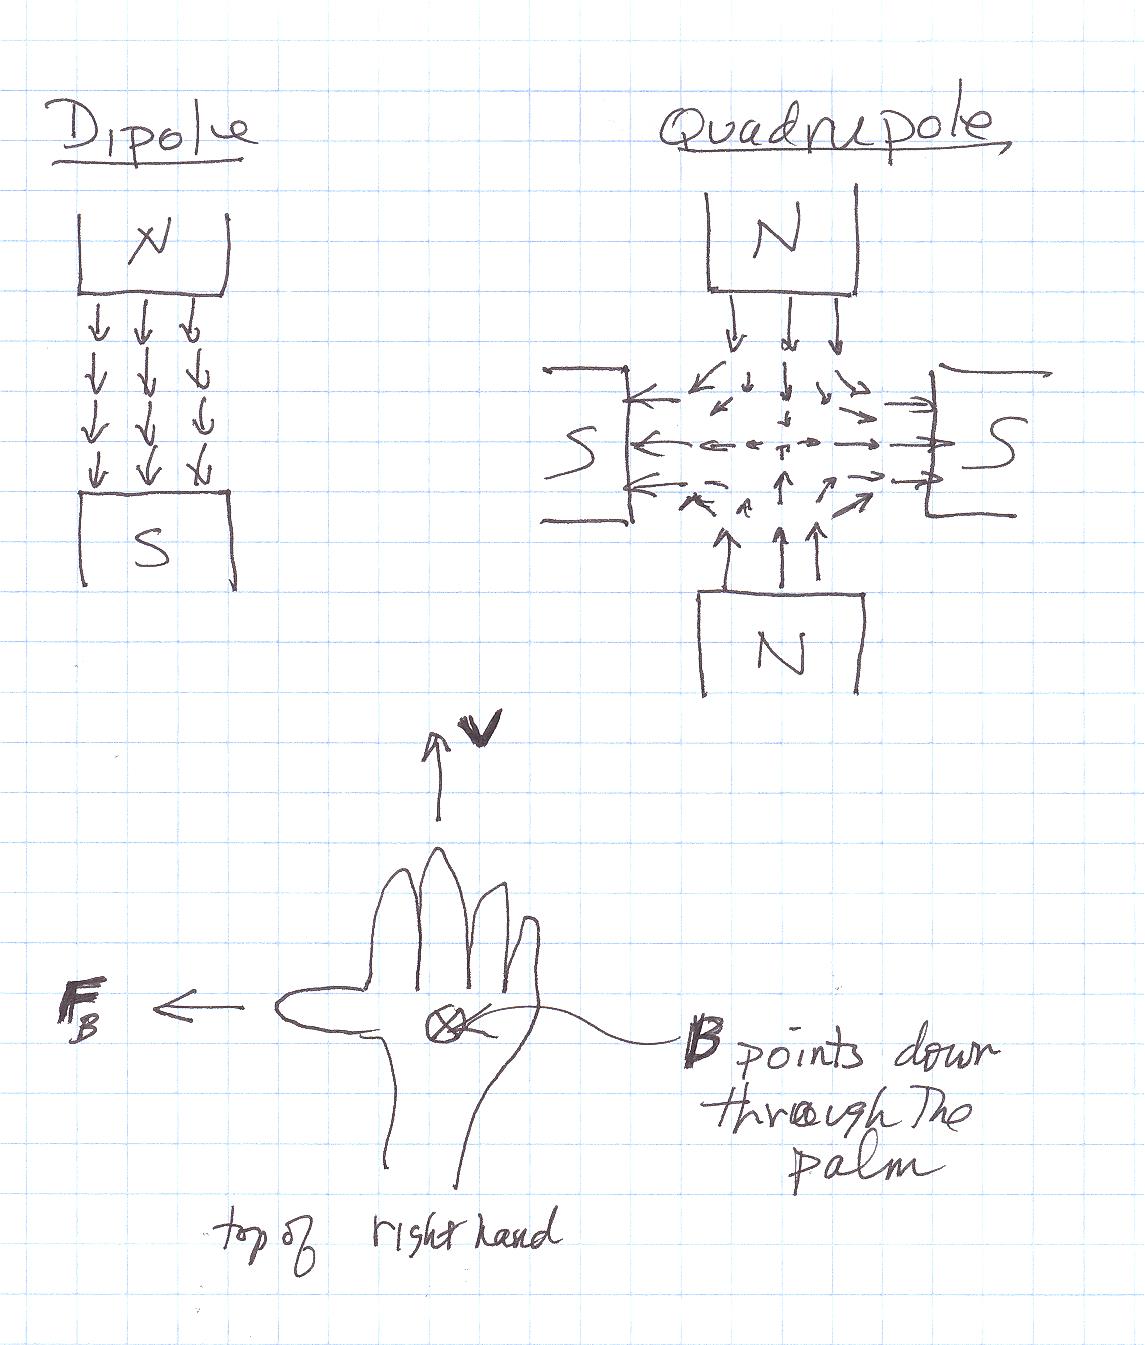 Dipole
Quadrupole
N
N
S
S
S
N
V
F_B
B points down
through The
palm
top of right hand